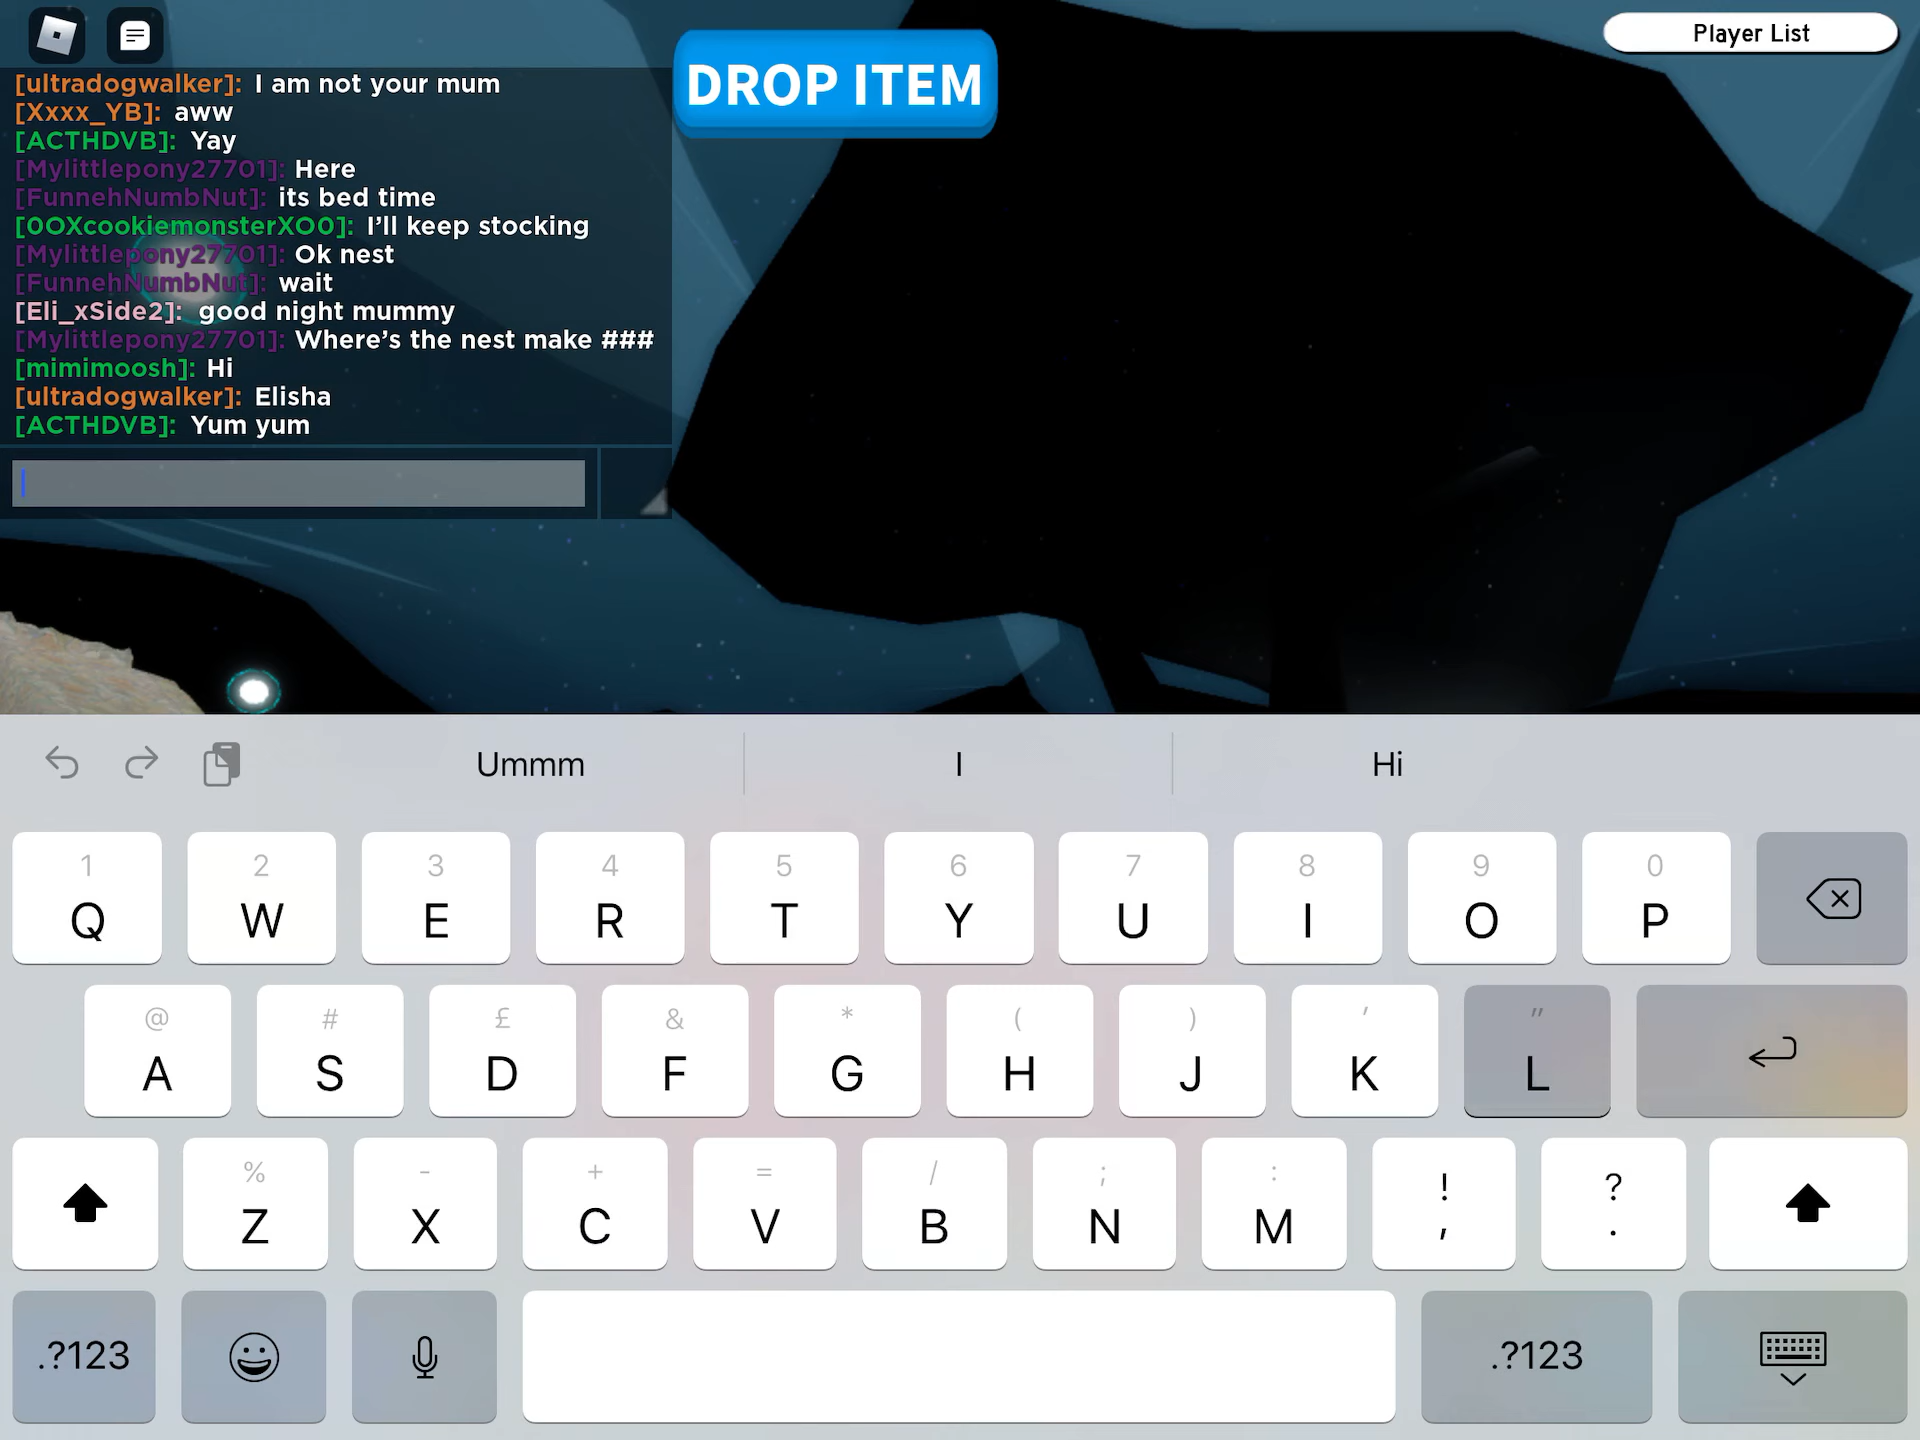 Player List
DROP ITEM
[ultradogwalker]: I am not your mum
[Xxxx_YB]: aww
[ACTHDVB]: Yay
[Mylittlepony27701]: Here
[FunnehNumbNut]: its bed time
[0OXcookiemonsterXO0]: I’ll keep stocking
[Mylittlepony27701]: Ok nest
[FunnehNumbNut]: wait
[Eli_xSide2]: good night mummy
[Mylittlepony27701]: Where’s the nest make ###
[mimimoosh]: Hi
[ultradogwalker]: Elisha
[ACTHDVB]: Yum yum
Ummm I Hi
1 2 3 4 5 6 7 8 9 0
Q W E R T Y U I O P
@ # £ & * ( ) ' "
A S D F G H J K L
% - + = / ; : ! ?
Z X C V B N M , .
.?123 .?123